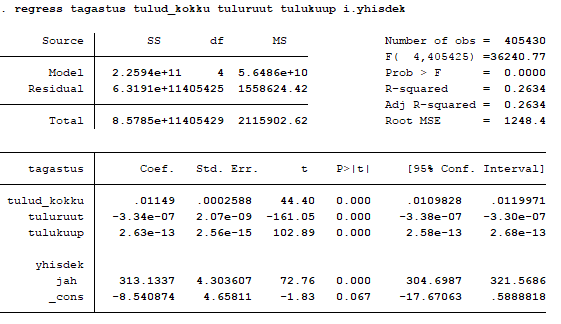 . regress tagastus tulud_kokku tuluruut tulukuup i.yhisdek
Source SS df MS Number of obs = 405430
F( 4,405425) =36240.77
Model 2.2594e+11 4 5.6486e+10 Prob > F = 0.0000
Residual 6.3191e+11405425 1558624.42 R-squared = 0.2634
Adj R-squared = 0.2634
Total 8.5785e+11405429 2115902.62 Root MSE = 1248.4
tagastus Coef. Std. Err. t P>|t| [95% Conf. Interval]
tulud_kokku .01149 .0002588 44.40 0.000 .0109828 .0119971
tuluruut -3.34e-07 2.07e-09 -161.05 0.000 -3.38e-07 -3.30e-07
tulukuup 2.63e-13 2.56e-15 102.89 0.000 2.58e-13 2.68e-13
yhisdek
jah 313.1337 4.303607 72.76 0.000 304.6987 321.5686
_cons -8.540874 4.65811 -1.83 0.067 -17.67063 .5888818